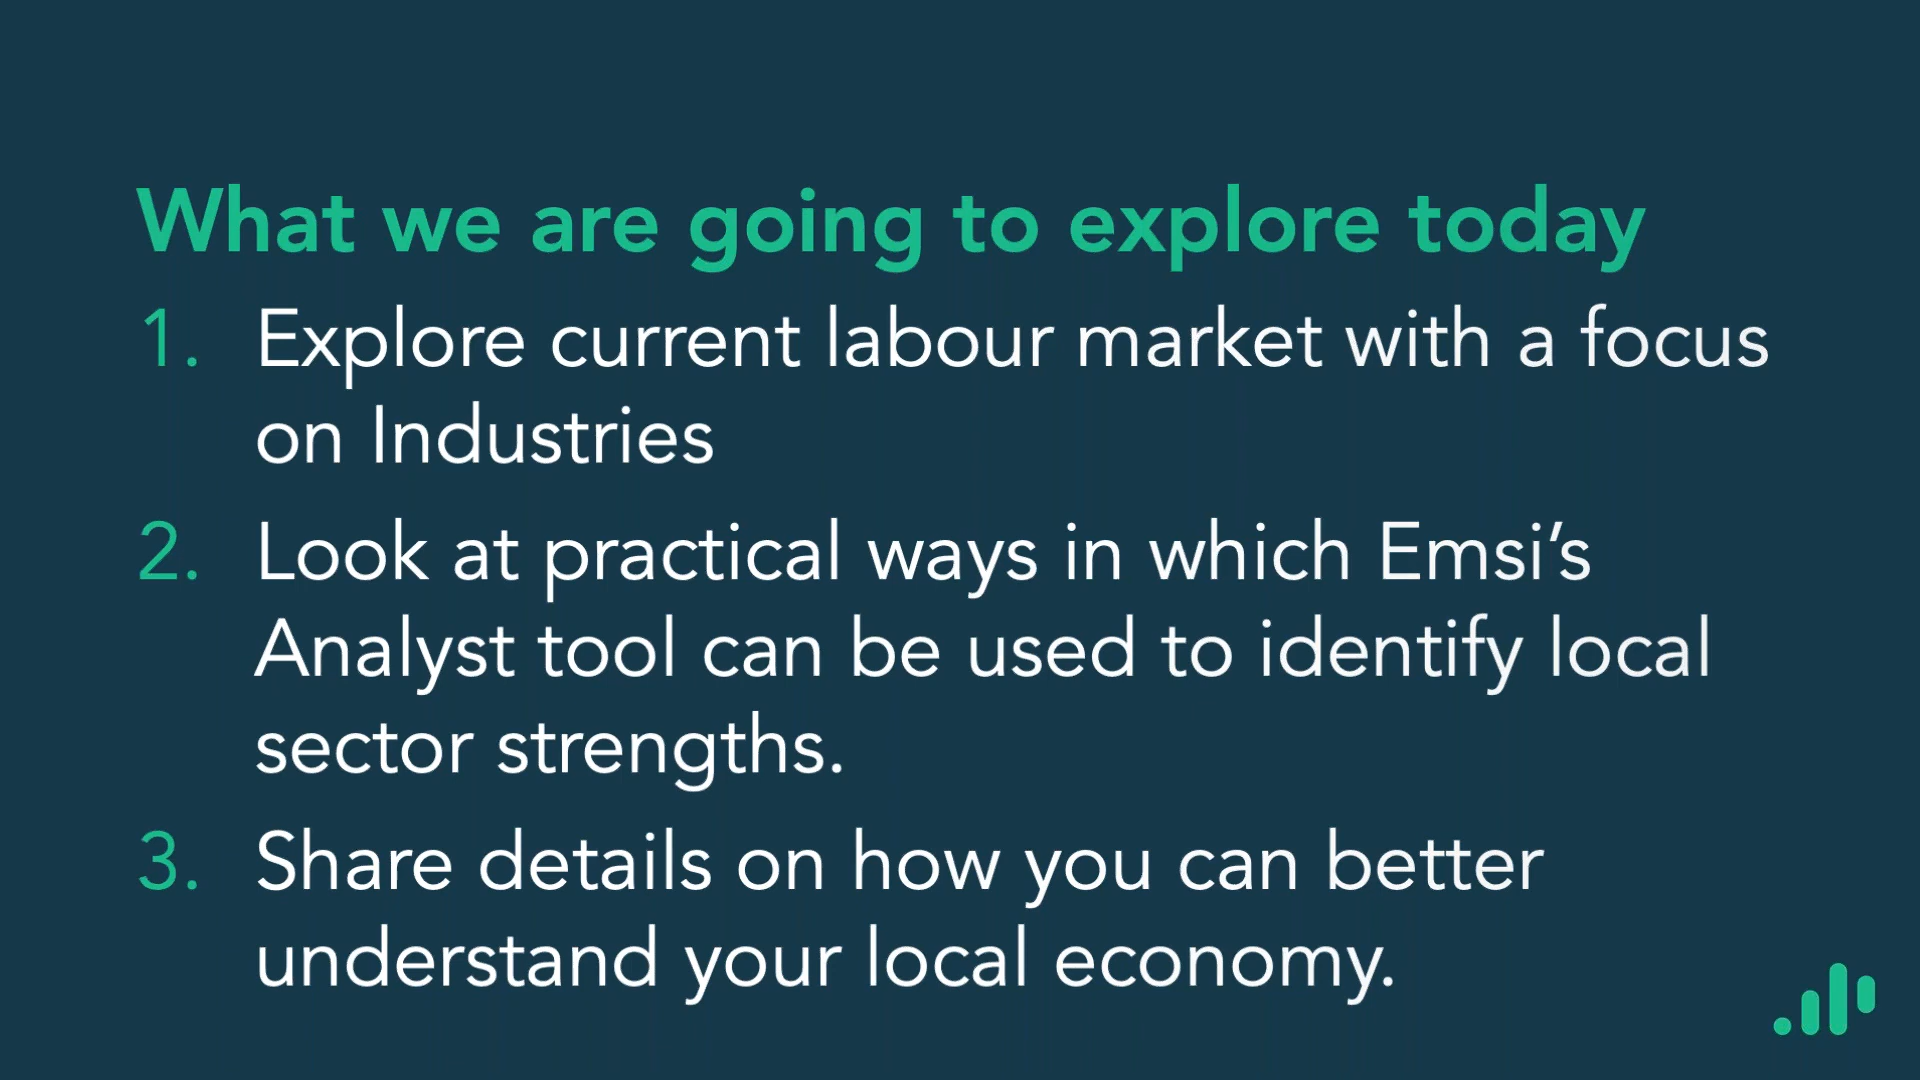 What we are going to explore today
1. Explore current labour market with a focus
on Industries
2. Look at practical ways in which Emsi’s
Analyst tool can be used to identify local
sector strengths.
3. Share details on how you can better
understand your local economy.